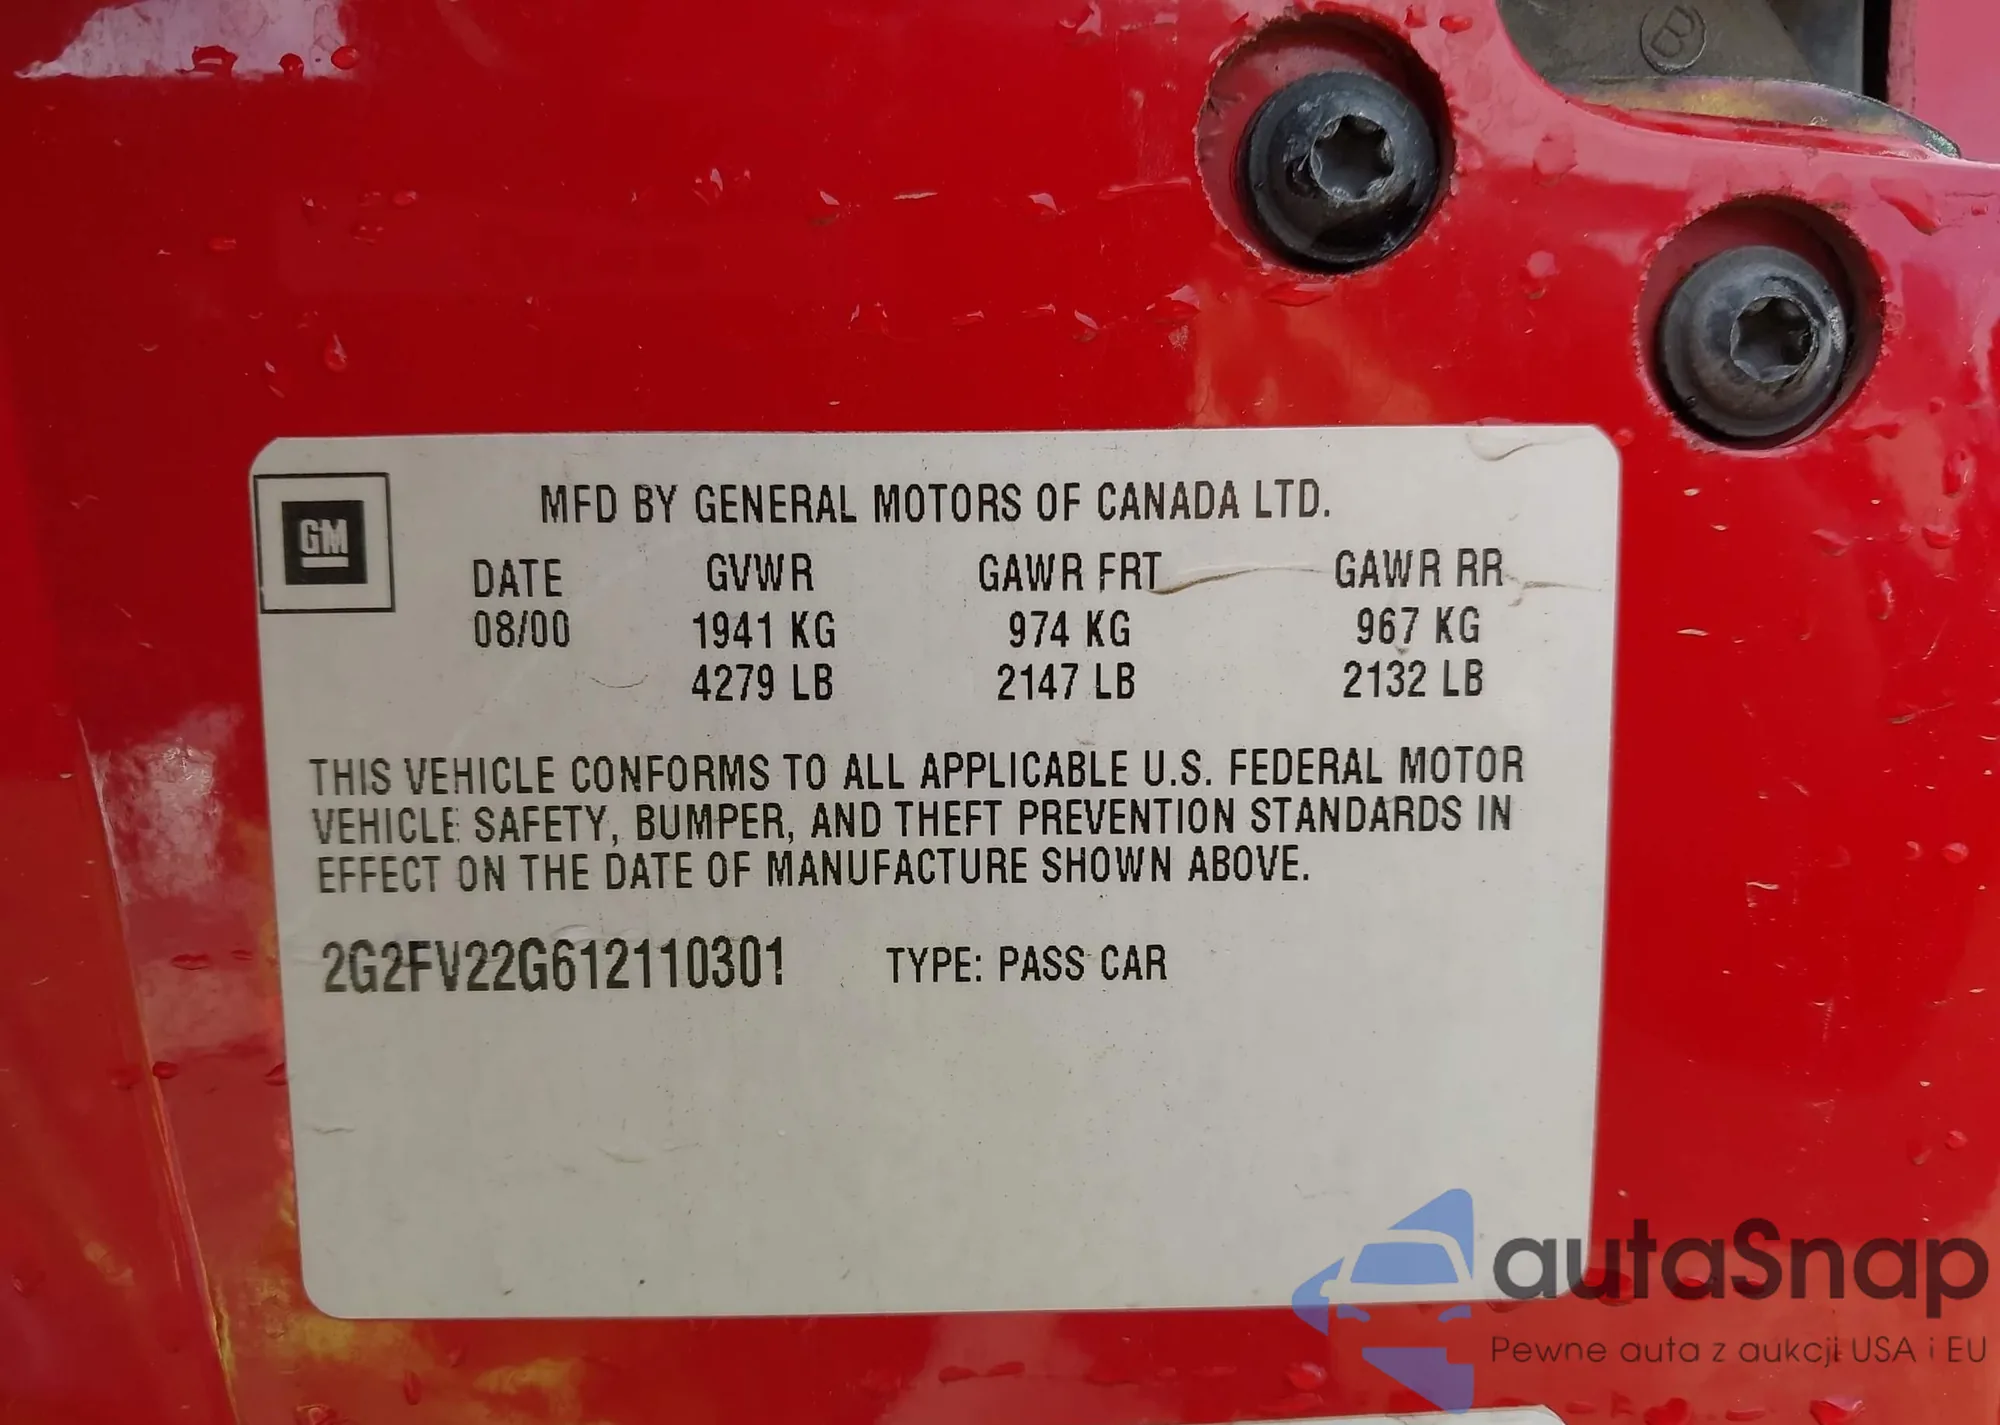 B
GM
MFD BY GENERAL MOTORS OF CANADA LTD.
DATE GVWR GAWR FRT GAWR RR
08/00 1941 KG 974 KG 967 KG
4279 LB 2147 LB 2132 LB
THIS VEHICLE CONFORMS TO ALL APPLICABLE U.S. FEDERAL MOTOR
VEHICLE SAFETY, BUMPER, AND THEFT PREVENTION STANDARDS IN
EFFECT ON THE DATE OF MANUFACTURE SHOWN ABOVE.
2G2FV22G612110301 TYPE: PASS CAR
autaSnap
Pewne auta z aukcji USA i EU